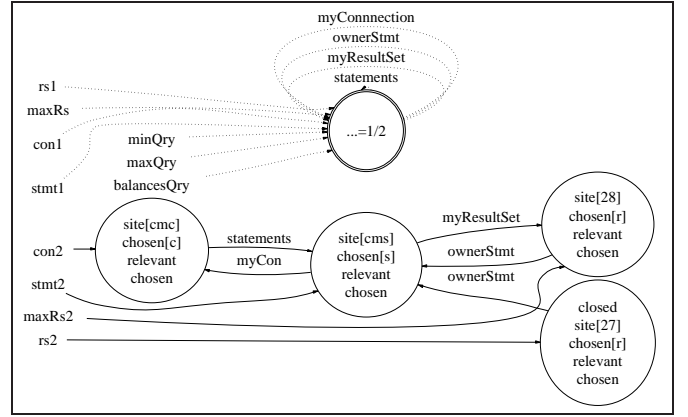 myConnnection
ownerStmt
myResultSet
statements
rs1
maxRs
con1
stmt1
minQry
maxQry
balancesQry
...=1/2
con2
stmt2
maxRs2
rs2
site[cmc]
chosen[c]
relevant
chosen
statements
myCon
site[cms]
chosen[s]
relevant
chosen
myResultSet
ownerStmt
ownerStmt
site[28]
chosen[r]
relevant
chosen
closed
site[27]
chosen[r]
relevant
chosen